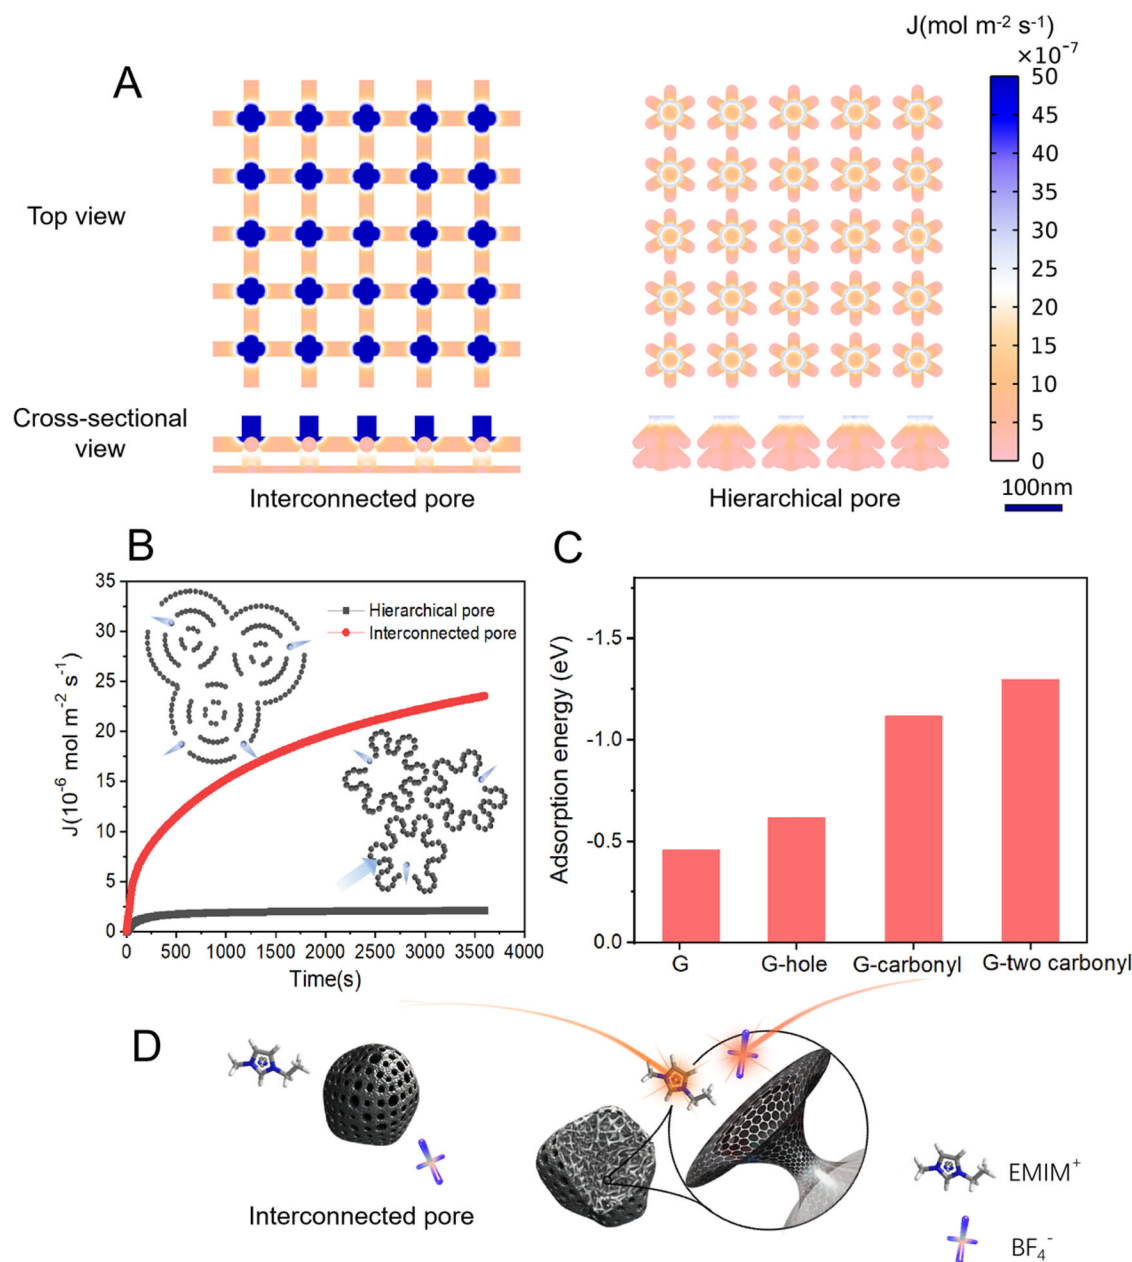 A
Top view
Cross-sectional
view
Interconnected pore
Hierarchical pore
J(mol m⁻² s⁻¹)
×10⁻⁷
50
45
40
35
30
25
20
15
10
5
0
100nm
B
J(10⁻⁶ mol m⁻² s⁻¹)
35
30
25
20
15
10
5
0
Hierarchical pore
Interconnected pore
0 500 1000 1500 2000 2500 3000 3500 4000
Time(s)
C
Adsorption energy (eV)
-1.5
-1.0
-0.5
0.0
G G-hole G-carbonyl G-two carbonyl
D
Interconnected pore
EMIM⁺
BF₄⁻